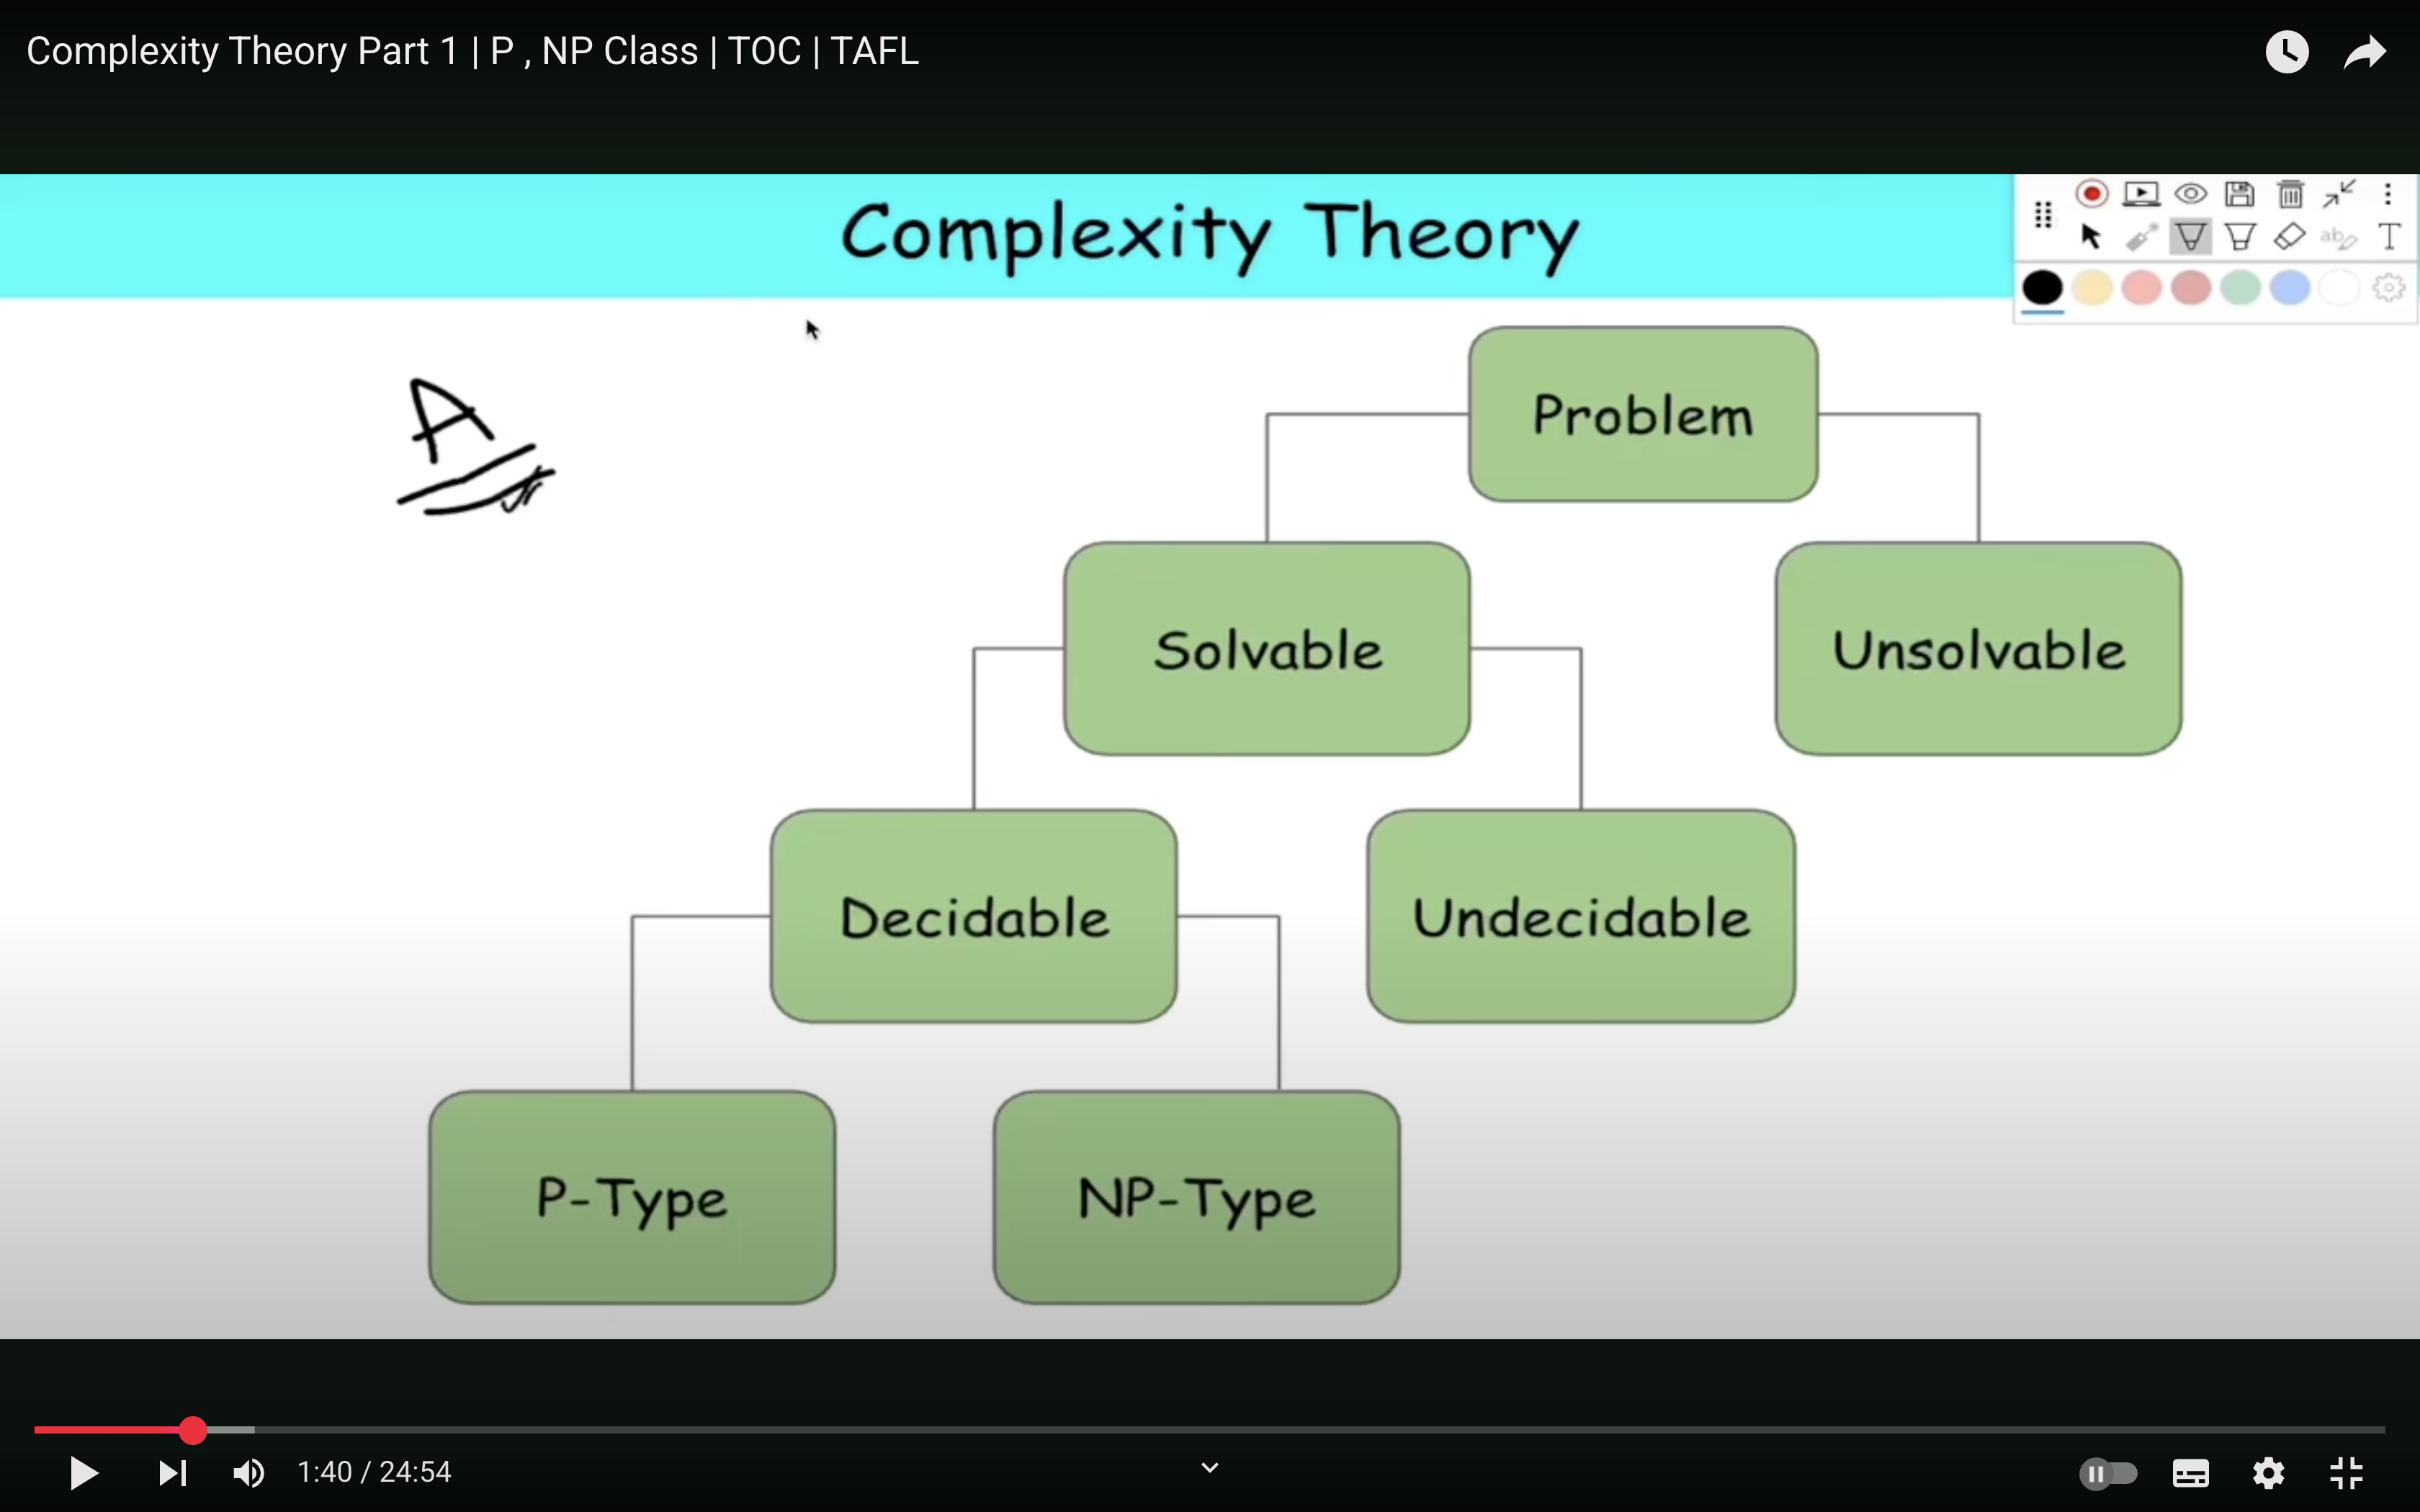 Complexity Theory Part 1 | P , NP Class | TOC | TAFL
Complexity Theory
ab
T
A
Problem
Solvable
Unsolvable
Decidable
Undecidable
P-Type
NP-Type
1:40 / 24:54